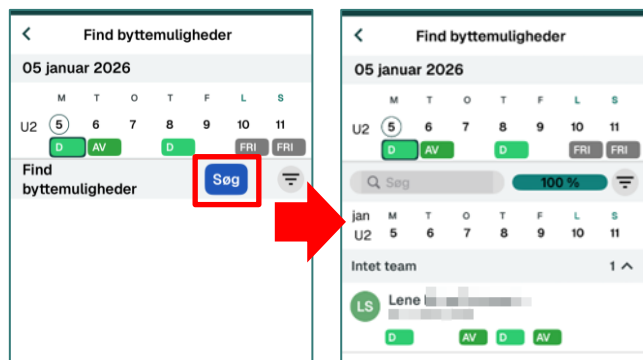 Find byttemuligheder
05 januar 2026
M T O T F L S
U2 5 6 7 8 9 10 11
D AV D FRI FRI
Find
byttemuligheder
Søg
Find byttemuligheder
05 januar 2026
M T O T F L S
U2 5 6 7 8 9 10 11
D AV D FRI FRI
Søg 100 %
jan M T O T F L S
U2 5 6 7 8 9 10 11
Intet team 1
LS Lene
D AV D AV